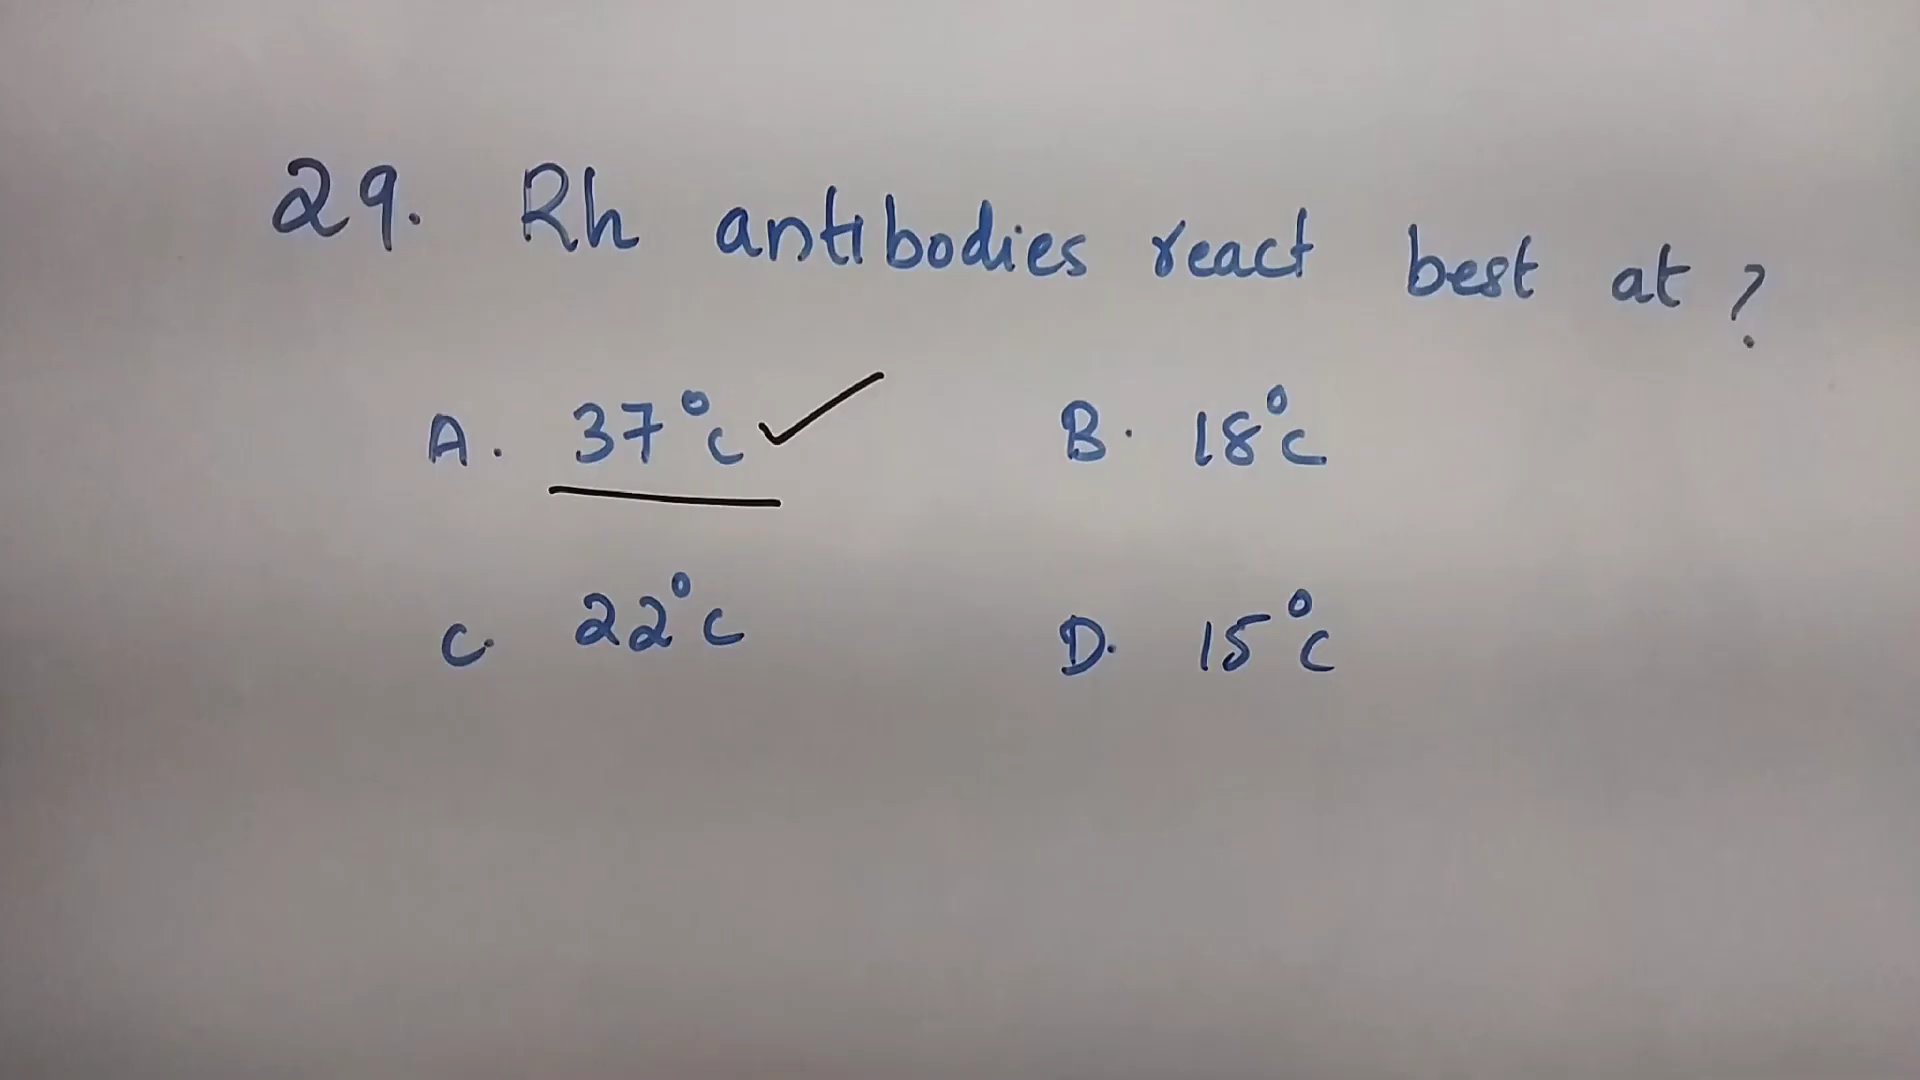 29. Rh antibodies react best at ?
A. 37°c ✓ B. 18°c
C. 22°c D. 15°c